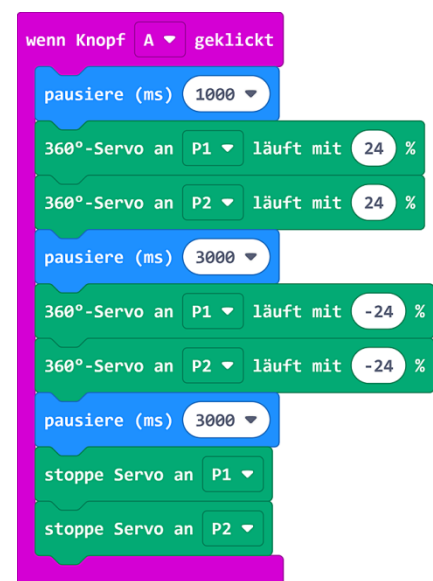 wenn Knopf A geklickt
pausiere (ms) 1000
360°-Servo an P1 läuft mit 24 %
360°-Servo an P2 läuft mit 24 %
pausiere (ms) 3000
360°-Servo an P1 läuft mit -24 %
360°-Servo an P2 läuft mit -24 %
pausiere (ms) 3000
stoppe Servo an P1
stoppe Servo an P2